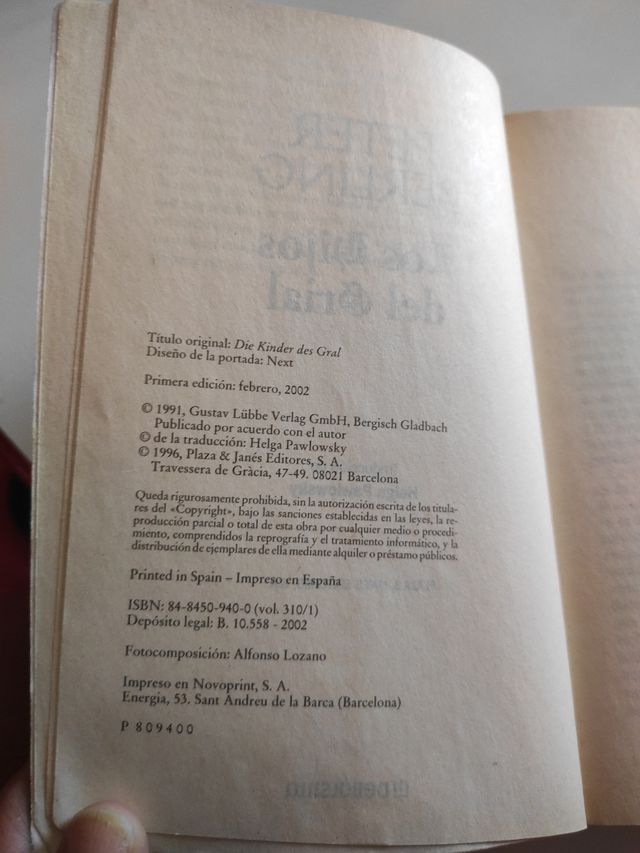 Título original: Die Kinder des Gral
Diseño de la portada: Next
Primera edición: febrero, 2002
© 1991, Gustav Lübbe Verlag GmbH, Bergisch Gladbach
Publicado por acuerdo con el autor
© de la traducción: Helga Pawlowsky
© 1996, Plaza & Janés Editores, S. A.
Travessera de Gràcia, 47-49. 08021 Barcelona
Queda rigurosamente prohibida, sin la autorización escrita de los titula-
res del «Copyright», bajo las sanciones establecidas en las leyes, la re-
producción parcial o total de esta obra por cualquier medio o procedi-
miento, comprendidos la reprografía y el tratamiento informático, y la
distribución de ejemplares de ella mediante alquiler o préstamo públicos.
Printed in Spain – Impreso en España
ISBN: 84-8450-940-0 (vol. 310/1)
Depósito legal: B. 10.558 - 2002
Fotocomposición: Alfonso Lozano
Impreso en Novoprint, S. A.
Energia, 53. Sant Andreu de la Barca (Barcelona)
P 809400